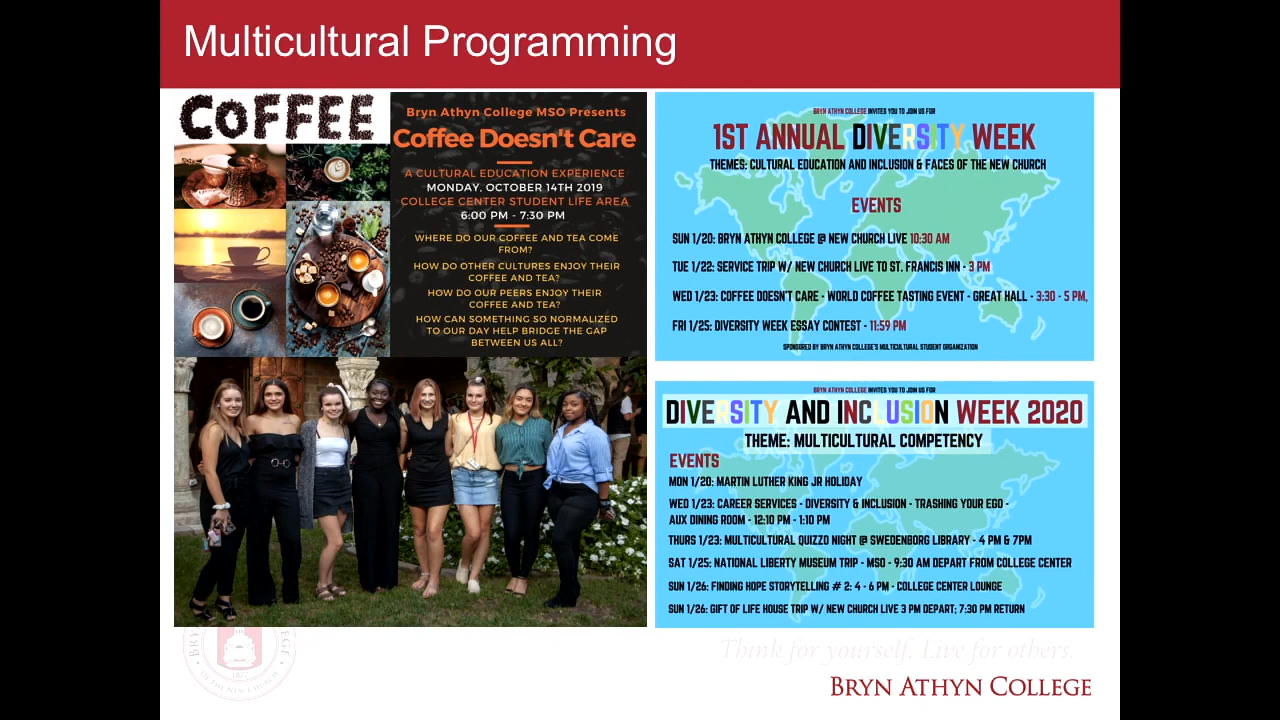 Multicultural Programming
COFFEE
Bryn Athyn College MSO Presents
Coffee Doesn't Care
A CULTURAL EDUCATION EXPERIENCE
MONDAY, OCTOBER 14TH 2019
COLLEGE CENTER STUDENT LIFE AREA
6:00 PM - 7:30 PM
WHERE DO OUR COFFEE AND TEA COME
FROM?
HOW DO OTHER CULTURES ENJOY THEIR
COFFEE AND TEA?
HOW DO OUR PEERS ENJOY THEIR
COFFEE AND TEA?
HOW CAN SOMETHING SO NORMALIZED
TO OUR DAY HELP BRIDGE THE GAP
BETWEEN US ALL?
BRYN ATHYN COLLEGE INVITES YOU TO JOIN US FOR
1ST ANNUAL DIVERSITY WEEK
THEMES: CULTURAL EDUCATION AND INCLUSION & FACES OF THE NEW CHURCH
EVENTS
SUN 1/20: BRYN ATHYN COLLEGE @ NEW CHURCH LIVE 10:30 AM
TUE 1/22: SERVICE TRIP W/ NEW CHURCH LIVE TO ST. FRANCIS INN - 3 PM
WED 1/23: COFFEE DOESN'T CARE - WORLD COFFEE TASTING EVENT - GREAT HALL - 3:30 - 5 PM,
FRI 1/25: DIVERSITY WEEK ESSAY CONTEST - 11:59 PM
SPONSORED BY BRYN ATHYN COLLEGE'S MULTICULTURAL STUDENT ORGANIZATION
BRYN ATHYN COLLEGE INVITES YOU TO JOIN US FOR
DIVERSITY AND INCLUSION WEEK 2020
THEME: MULTICULTURAL COMPETENCY
EVENTS
MON 1/20: MARTIN LUTHER KING JR HOLIDAY
WED 1/23: CAREER SERVICES - DIVERSITY & INCLUSION - TRASHING YOUR EGO -
AUX DINING ROOM - 12:10 PM - 1:10 PM
THURS 1/23: MULTICULTURAL QUIZZO NIGHT @ SWEDENBORG LIBRARY - 4 PM & 7PM
SAT 1/25: NATIONAL LIBERTY MUSEUM TRIP - MSO - 9:30 AM DEPART FROM COLLEGE CENTER
SUN 1/26: FINDING HOPE STORYTELLING # 2: 4 - 6 PM - COLLEGE CENTER LOUNGE
SUN 1/26: GIFT OF LIFE HOUSE TRIP W/ NEW CHURCH LIVE 3 PM DEPART; 7:30 PM RETURN
1877
OF THE NEW CHURCH
Think for yourself. Live for others.
BRYN ATHYN COLLEGE